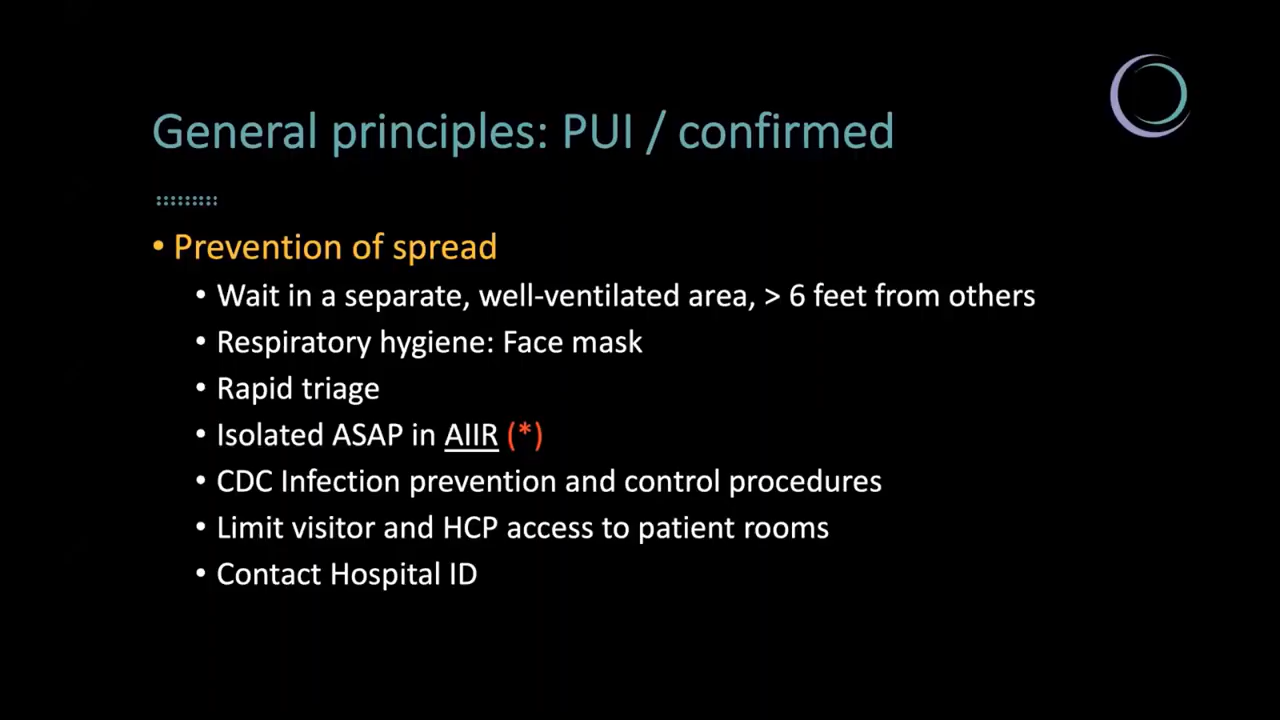 General principles: PUI / confirmed
• Prevention of spread
• Wait in a separate, well-ventilated area, > 6 feet from others
• Respiratory hygiene: Face mask
• Rapid triage
• Isolated ASAP in AIIR (*)
• CDC Infection prevention and control procedures
• Limit visitor and HCP access to patient rooms
• Contact Hospital ID